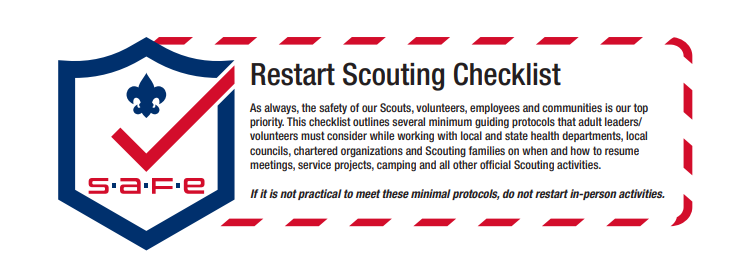 Restart Scouting Checklist
As always, the safety of our Scouts, volunteers, employees and communities is our top
priority. This checklist outlines several minimum guiding protocols that adult leaders/
volunteers must consider while working with local and state health departments, local
councils, chartered organizations and Scouting families on when and how to resume
meetings, service projects, camping and all other official Scouting activities.
If it is not practical to meet these minimal protocols, do not restart in-person activities.
s·a·f·e